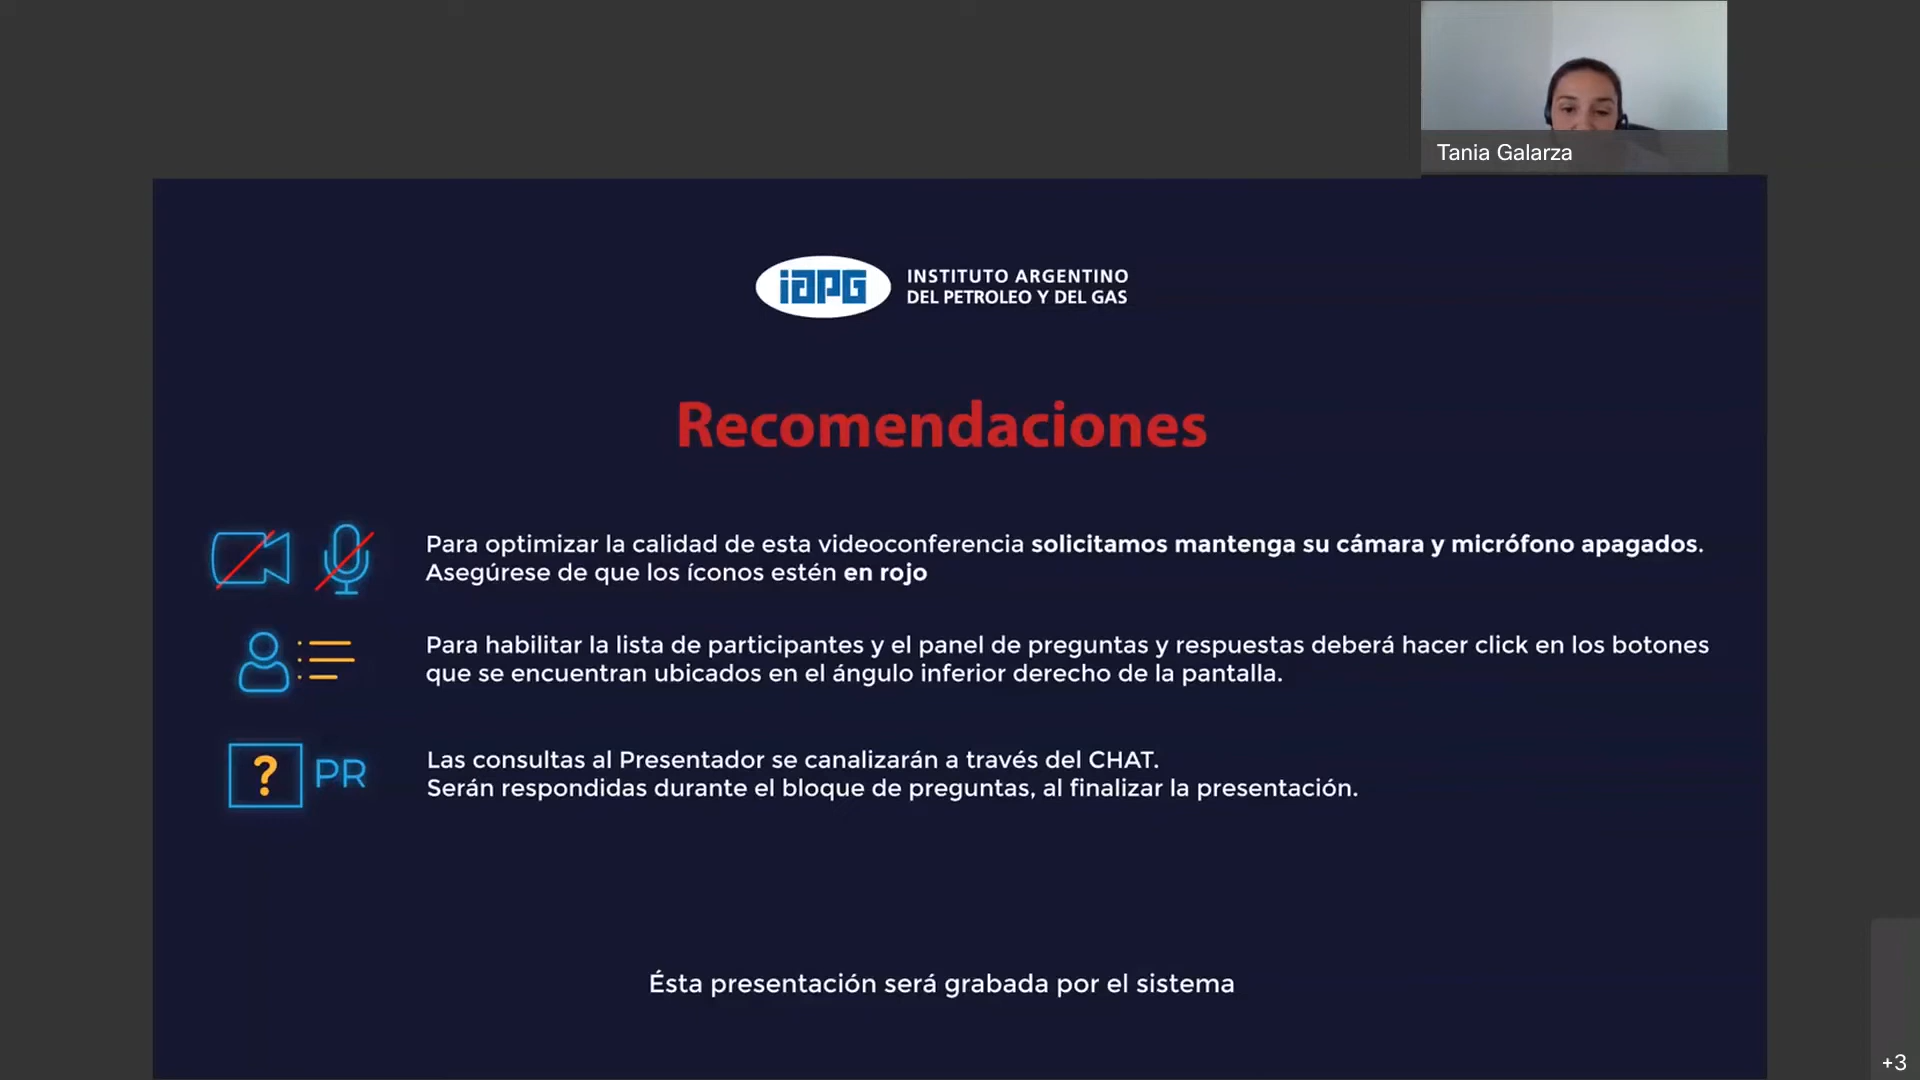 Tania Galarza
iapg
INSTITUTO ARGENTINO
DEL PETROLEO Y DEL GAS
Recomendaciones
Para optimizar la calidad de esta videoconferencia solicitamos mantenga su cámara y micrófono apagados.
Asegúrese de que los íconos estén en rojo
Para habilitar la lista de participantes y el panel de preguntas y respuestas deberá hacer click en los botones
que se encuentran ubicados en el ángulo inferior derecho de la pantalla.
? PR
Las consultas al Presentador se canalizarán a través del CHAT.
Serán respondidas durante el bloque de preguntas, al finalizar la presentación.
Ésta presentación será grabada por el sistema
+3